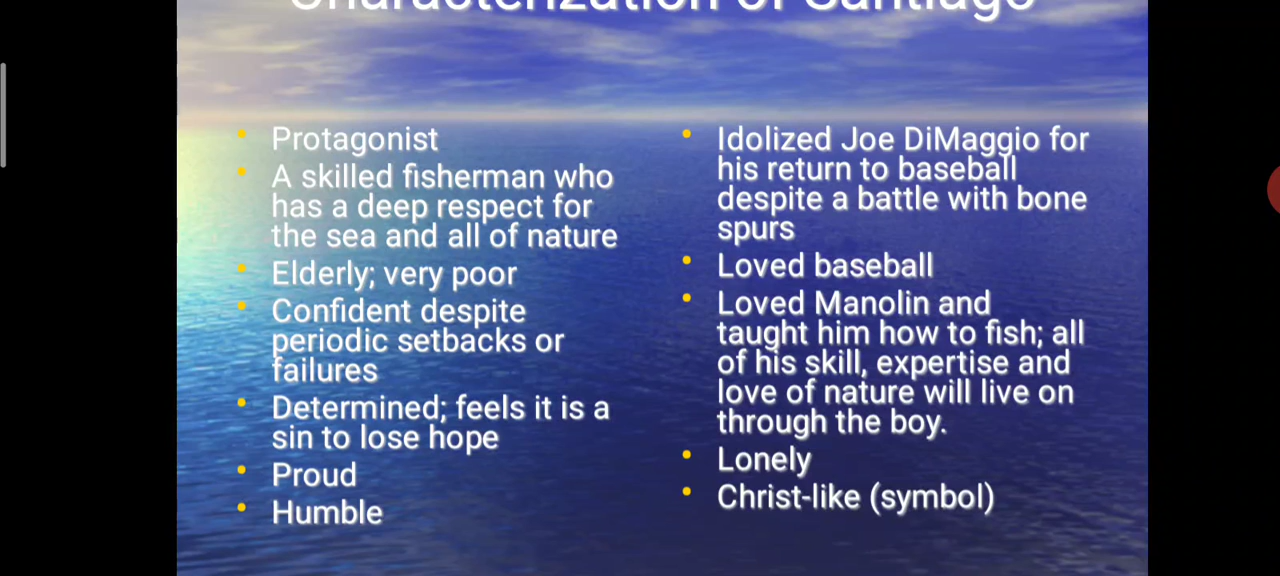 Characterization of Santiago
• Protagonist
• A skilled fisherman who
has a deep respect for
the sea and all of nature
• Elderly; very poor
• Confident despite
periodic setbacks or
failures
• Determined; feels it is a
sin to lose hope
• Proud
• Humble
• Idolized Joe DiMaggio for
his return to baseball
despite a battle with bone
spurs
• Loved baseball
• Loved Manolin and
taught him how to fish; all
of his skill, expertise and
love of nature will live on
through the boy.
• Lonely
• Christ-like (symbol)